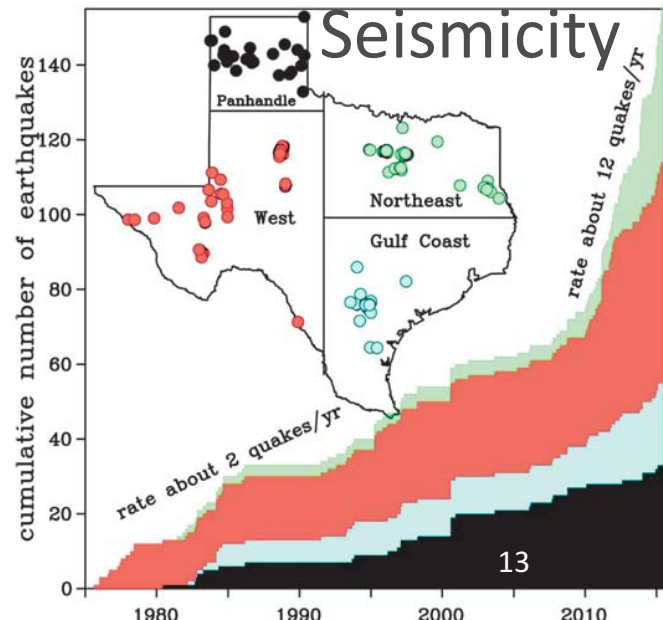 Seismicity
cumulative number of earthquakes
140
120
100
80
60
40
20
0
Panhandle
West
Northeast
Gulf Coast
rate about 12 quakes/yr
rate about 2 quakes/yr
13
1980
1990
2000
2010